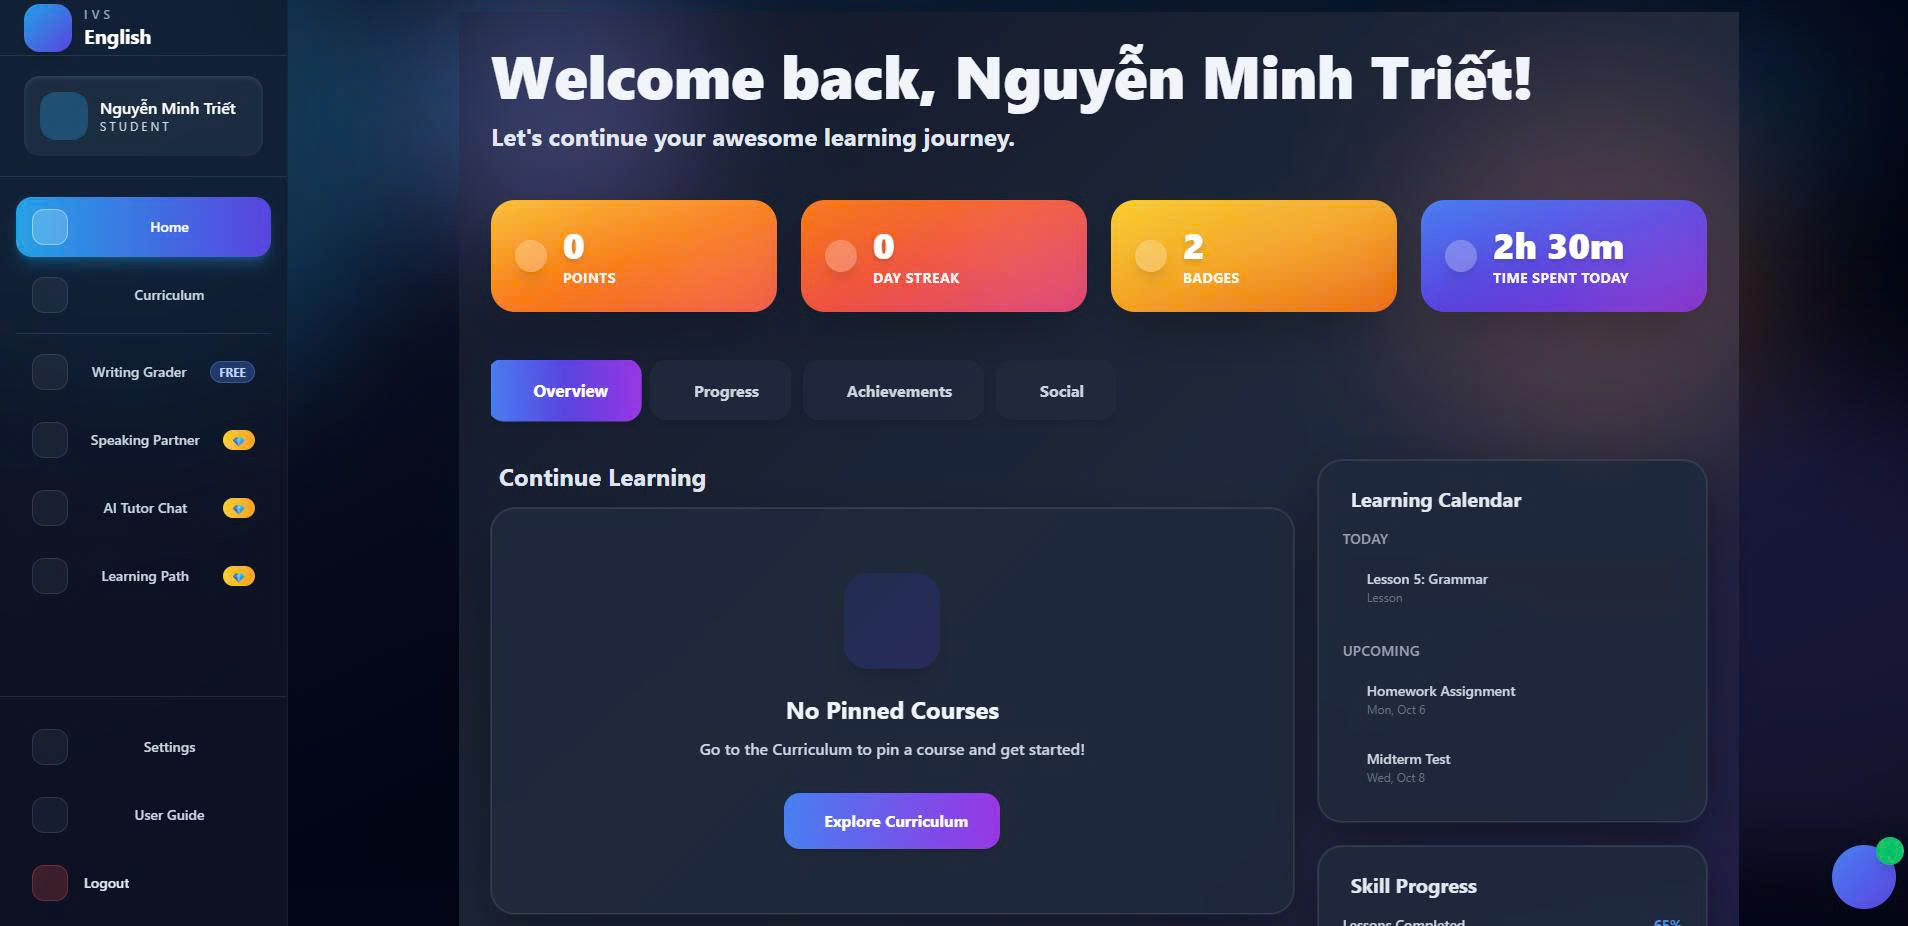 IVS
English
Nguyễn Minh Triết
STUDENT
Home
Curriculum
Writing Grader
FREE
Speaking Partner
AI Tutor Chat
Learning Path
Settings
User Guide
Logout
Welcome back, Nguyễn Minh Triết!
Let's continue your awesome learning journey.
0
POINTS
0
DAY STREAK
2
BADGES
2h 30m
TIME SPENT TODAY
Overview
Progress
Achievements
Social
Continue Learning
No Pinned Courses
Go to the Curriculum to pin a course and get started!
Explore Curriculum
Learning Calendar
TODAY
Lesson 5: Grammar
Lesson
UPCOMING
Homework Assignment
Mon, Oct 6
Midterm Test
Wed, Oct 8
Skill Progress
Lessons Completed
65%